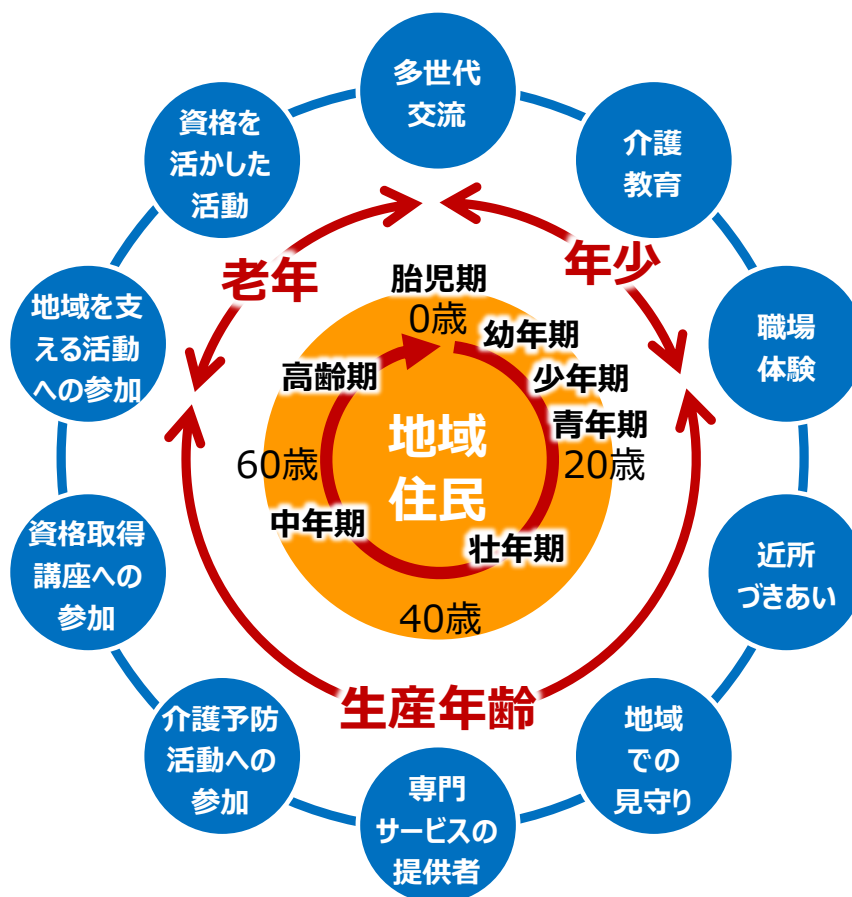 多世代
交流
介護
教育
職場
体験
近所
づきあい
地域
での
見守り
専門
サービスの
提供者
介護予防
活動への
参加
資格取得
講座への
参加
地域を支
える活動
への参加
資格を
活かした
活動
老年
年少
生産年齢
胎児期
0歳
幼年期
少年期
青年期
20歳
壮年期
40歳
中年期
60歳
高齢期
地域
住民